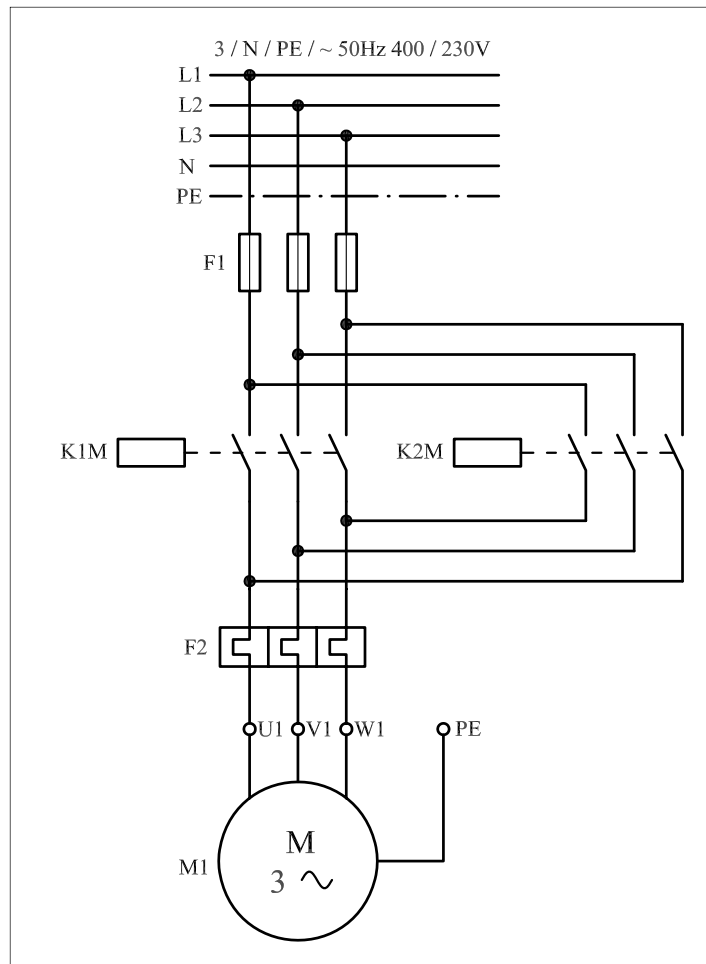 3 / N / PE / ~ 50Hz 400 / 230V
L1
L2
L3
N
PE
F1
K1M
K2M
F2
U1 V1 W1 PE
M
M1
3 ~